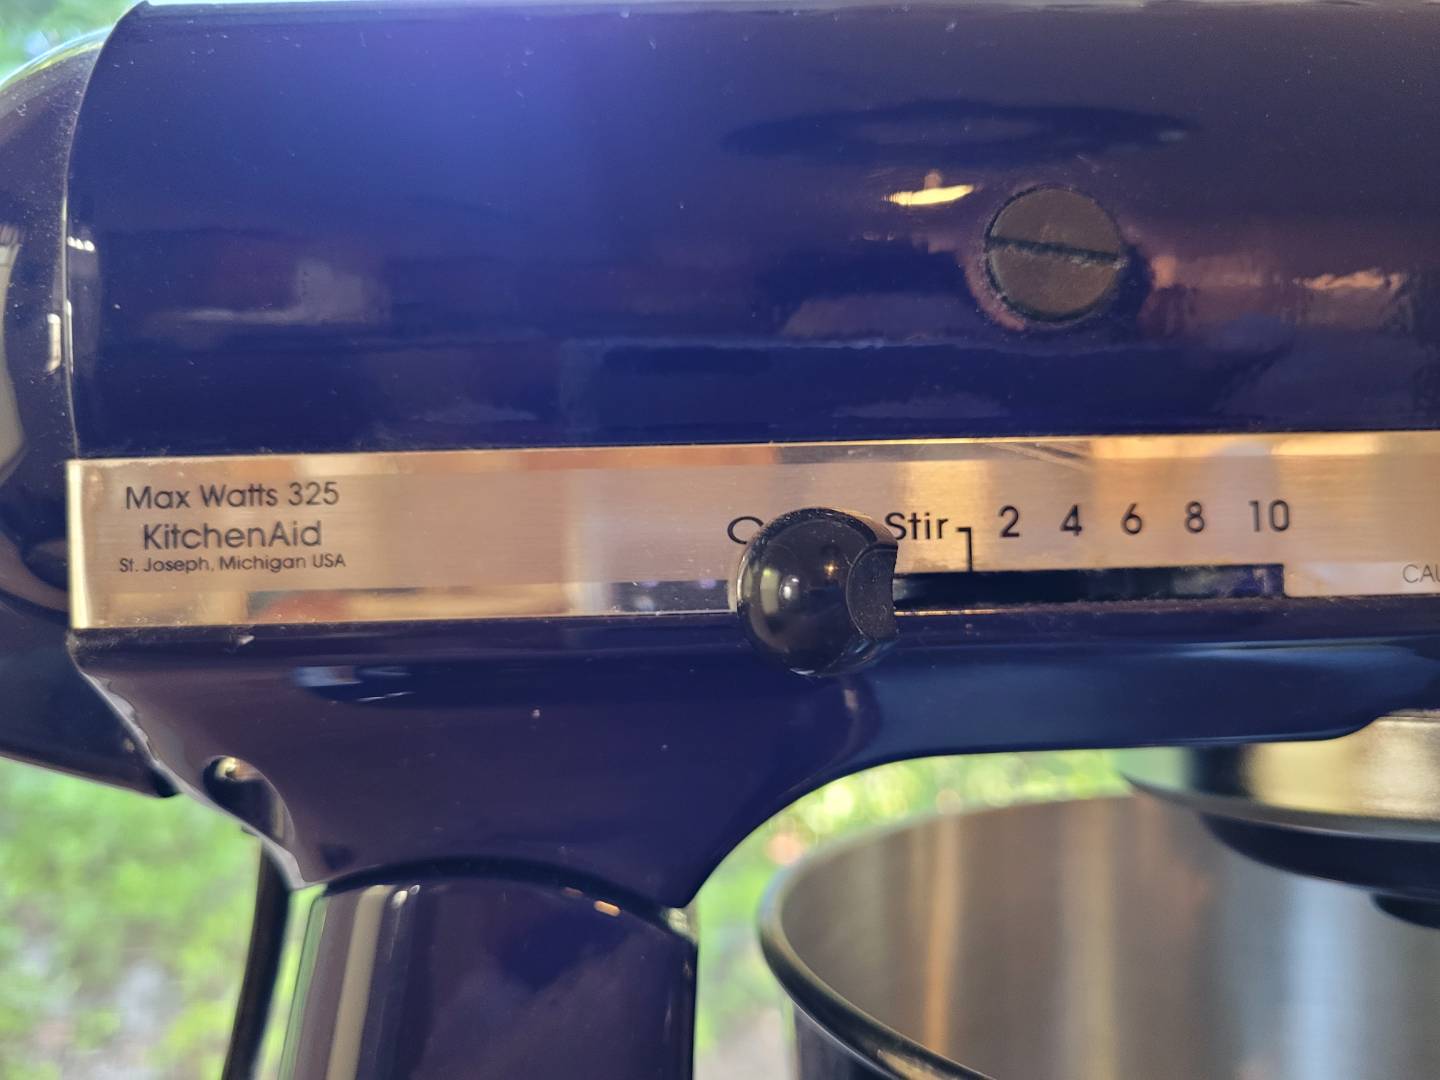 Max Watts 325
KitchenAid
St. Joseph, Michigan USA
Stir 2 4 6 8 10